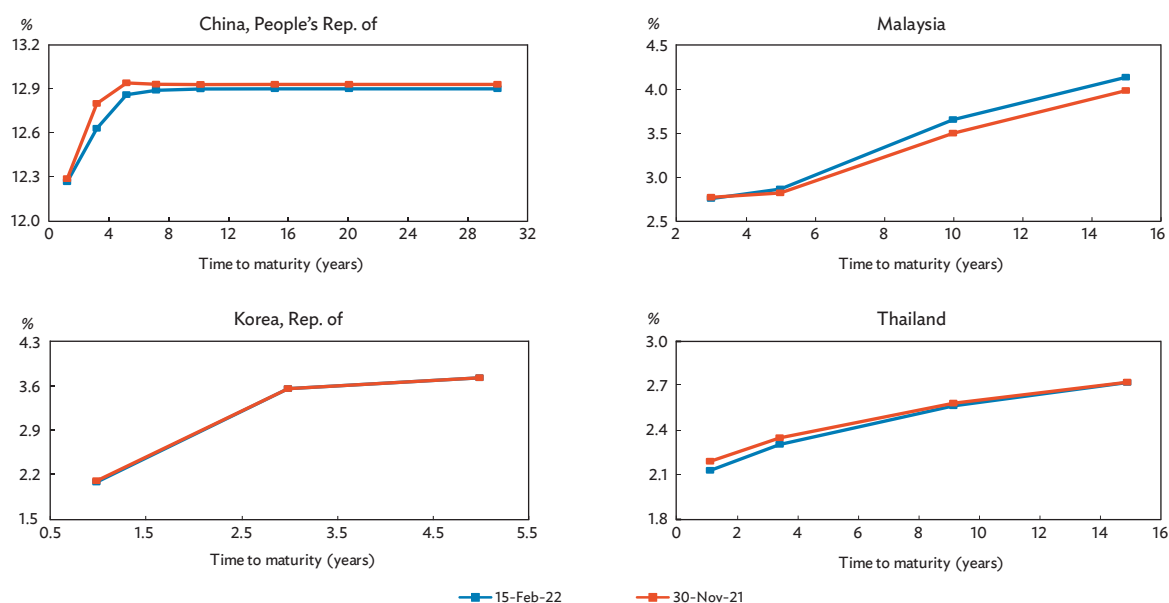 China, People's Rep. of
%
13.2
12.9
12.6
12.3
12.0
0 4 8 12 16 20 24 28 32
Time to maturity (years)
Malaysia
%
4.5
4.0
3.5
3.0
2.5
2 4 6 8 10 12 14 16
Time to maturity (years)
Korea, Rep. of
%
4.3
3.6
2.9
2.2
1.5
0.5 1.5 2.5 3.5 4.5 5.5
Time to maturity (years)
Thailand
%
3.0
2.7
2.4
2.1
1.8
0 2 4 6 8 10 12 14 16
Time to maturity (years)
15-Feb-22 30-Nov-21